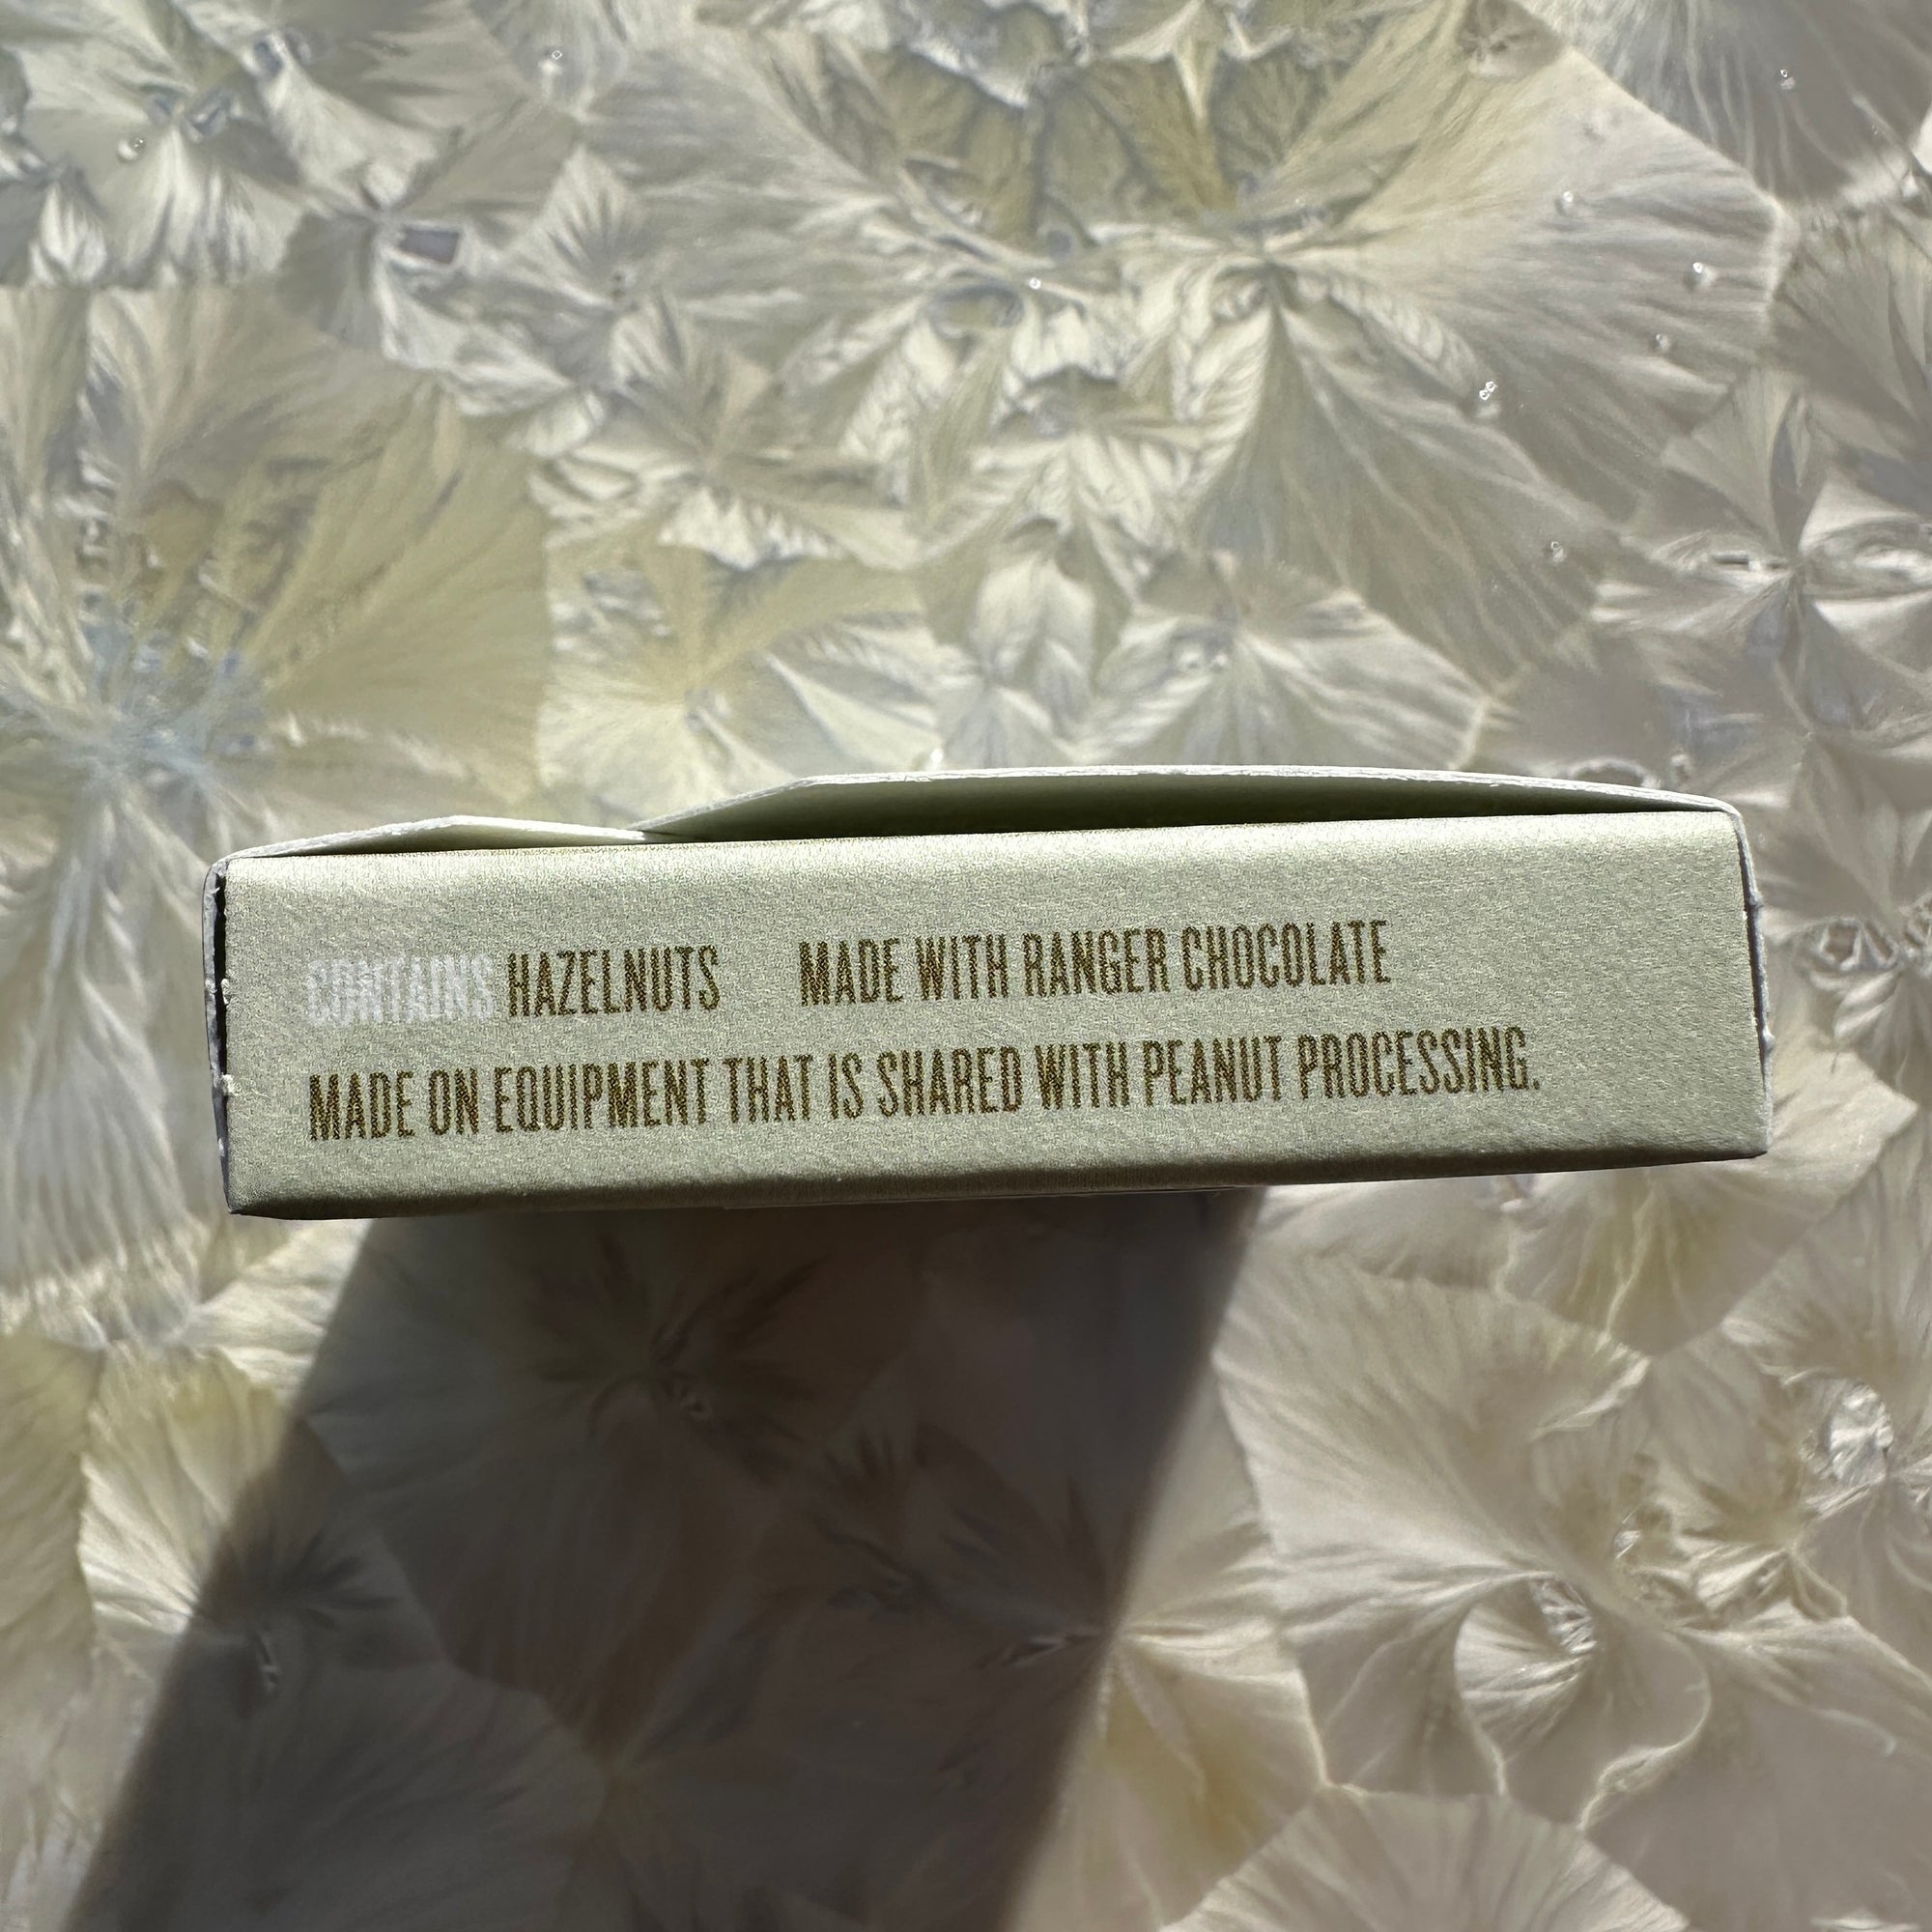 CONTAINS HAZELNUTS MADE WITH RANGER CHOCOLATE
MADE ON EQUIPMENT THAT IS SHARED WITH PEANUT PROCESSING.